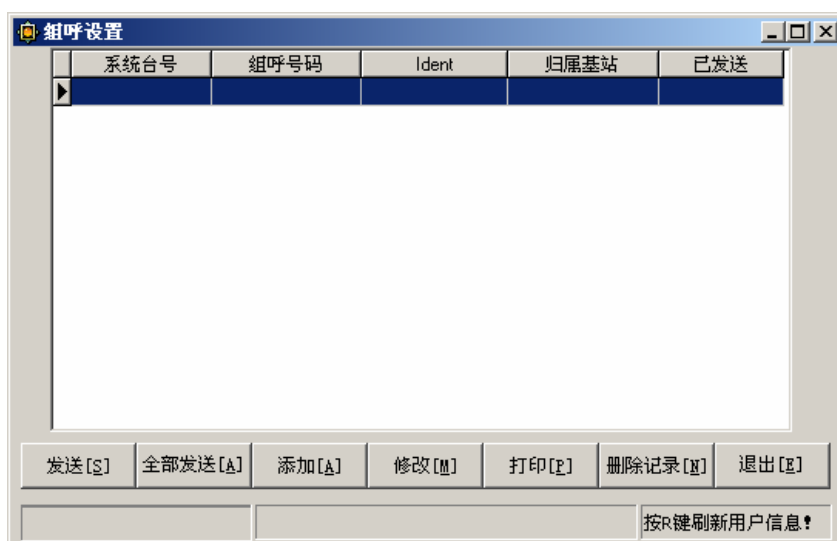 组呼设置
系统台号 组呼号码 Ident 归属基站 已发送
发送[S] 全部发送[A] 添加[A] 修改[M] 打印[P] 删除记录[N] 退出[E]
按R键刷新用户信息!